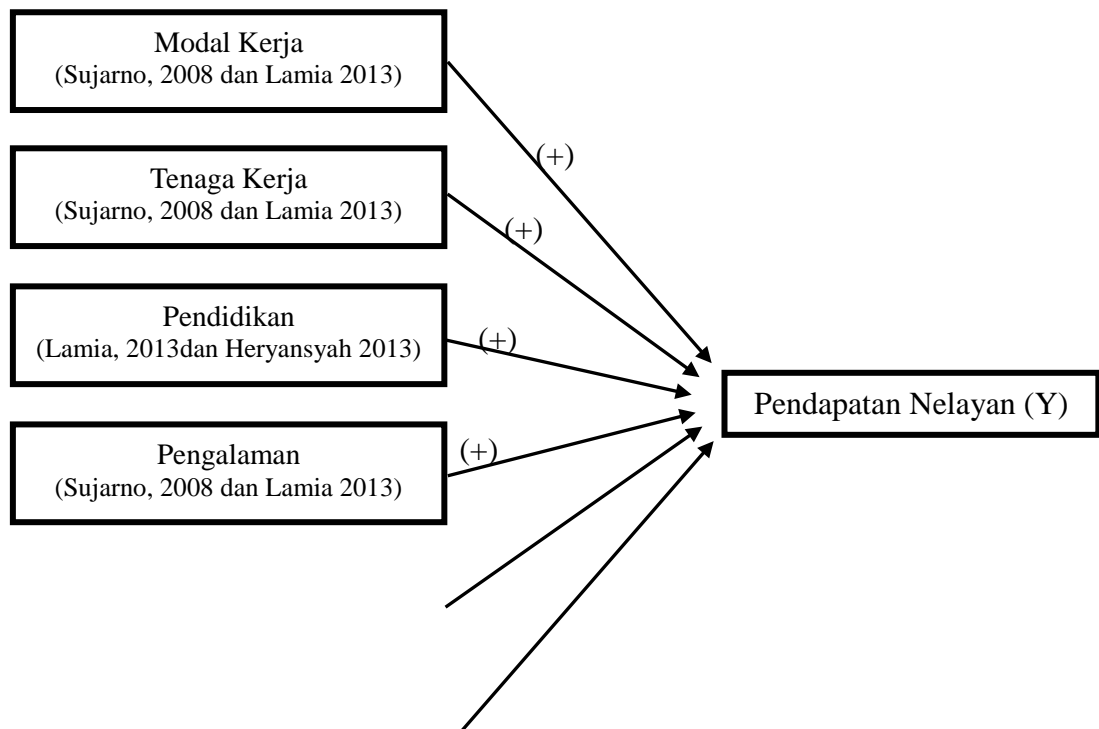 Modal Kerja
(Sujarno, 2008 dan Lamia 2013)
(+)
Tenaga Kerja
(Sujarno, 2008 dan Lamia 2013)
(+)
Pendidikan
(Lamia, 2013dan Heryansyah 2013)
(+)
Pendapatan Nelayan (Y)
Pengalaman
(Sujarno, 2008 dan Lamia 2013)
(+)